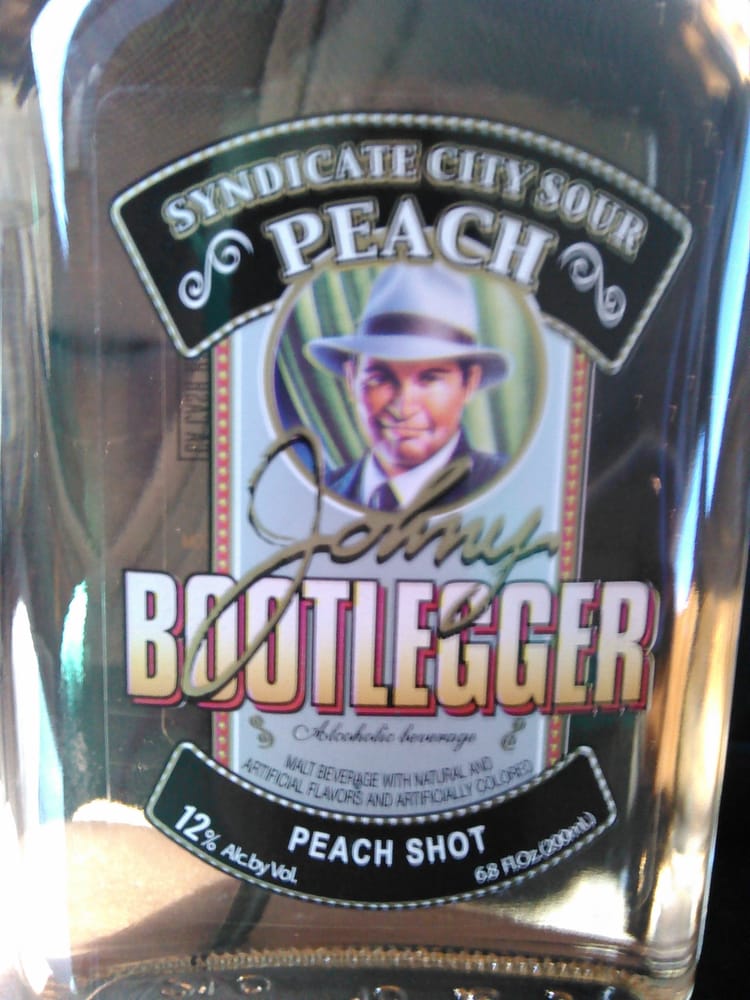 SYNDICATE CITY SOUR
PEACH
Johny
BOOTLEGGER
Alcoholic beverage
MALT BEVERAGE WITH NATURAL AND
ARTIFICIAL FLAVORS AND ARTIFICIALLY COLORED
PEACH SHOT
12% Alc by Vol.
6.8 Fl. Oz. (200mL)